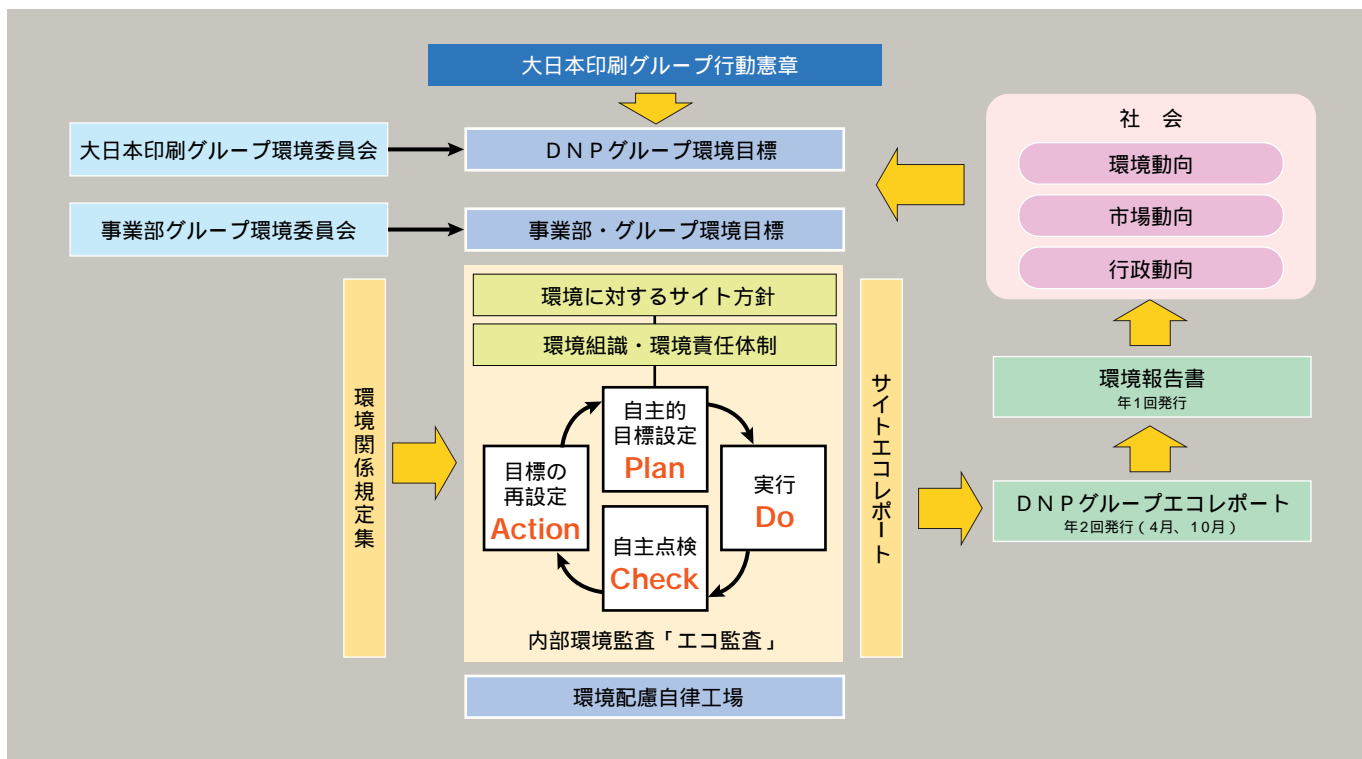 大日本印刷グループ行動憲章
大日本印刷グループ環境委員会
ＤＮＰグループ環境目標
事業部グループ環境委員会
事業部・グループ環境目標
社　会
環境動向
市場動向
行政動向
環境に対するサイト方針
環境組織・環境責任体制
環境関係規定集
自主的
目標設定
Plan
実行
Do
自主点検
Check
目標の
再設定
Action
内部環境監査「エコ監査」
サイトエコレポート
環境報告書
年1回発行
ＤＮＰグループエコレポート
年2回発行（4月、10月）
環境配慮自律工場